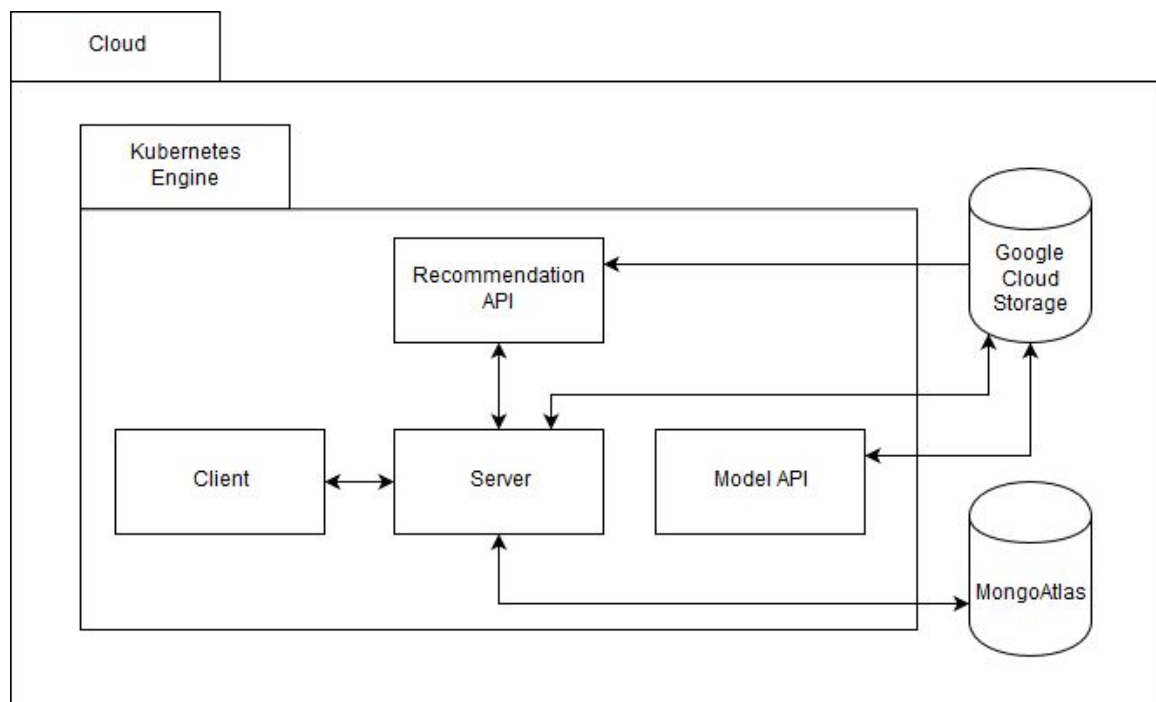 Cloud
Kubernetes
Engine
Recommendation
API
Google
Cloud
Storage
Client
Server
Model API
MongoAtlas